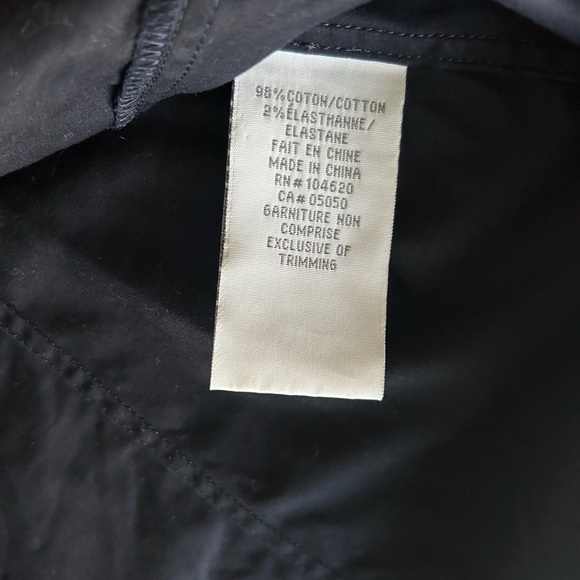 98% COTON/COTTON
2% ÉLASTHANNE/
ELASTANE
FAIT EN CHINE
MADE IN CHINA
RN# 104620
CA# 05050
GARNITURE NON
COMPRISE
EXCLUSIVE OF
TRIMMING